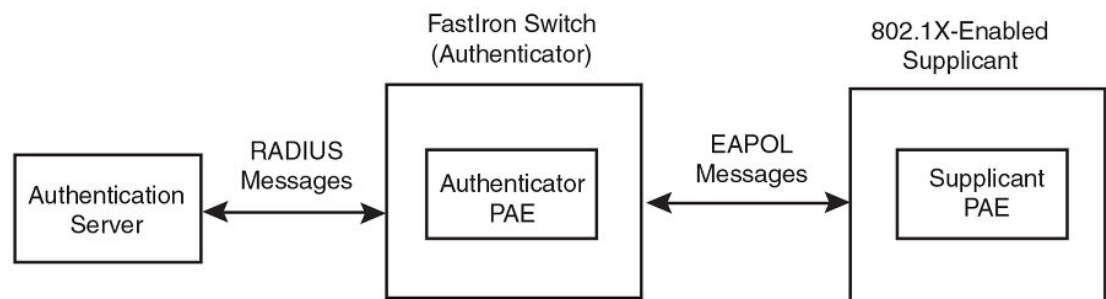 FastIron Switch
(Authenticator)
802.1X-Enabled
Supplicant
RADIUS
Messages
EAPOL
Messages
Authentication
Server
Authenticator
PAE
Supplicant
PAE